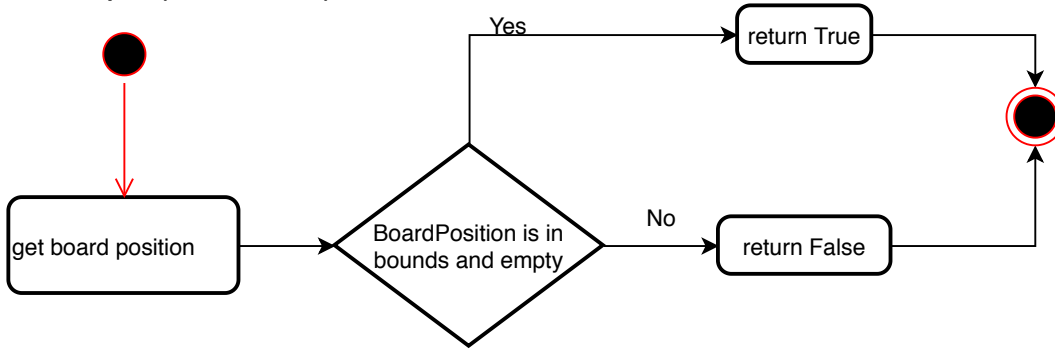 Yes
return True
get board position
BoardPosition is in
bounds and empty
No
return False